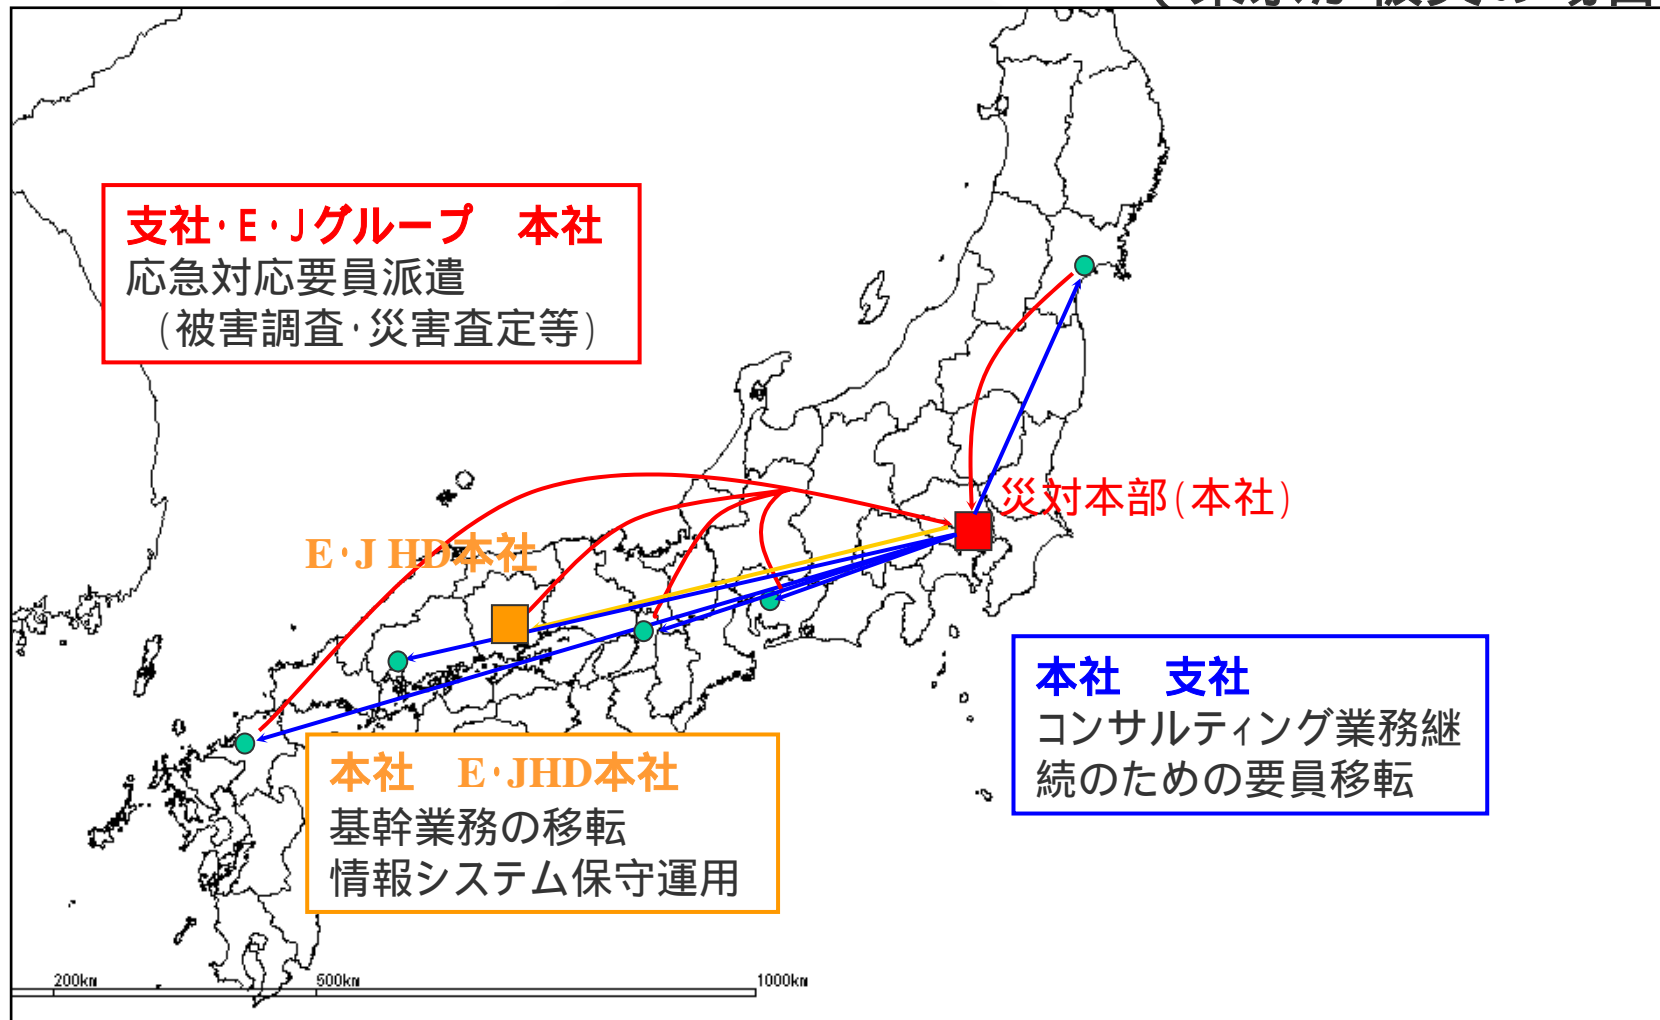 支社・E・Jグループ　本社
応急対応要員派遣
（被害調査・災害査定等）
災対本部（本社）
E・J HD本社
本社　支社
コンサルティング業務継
続のための要員移転
本社　E・JHD本社
基幹業務の移転
情報システム保守運用
200km 500km 1000km